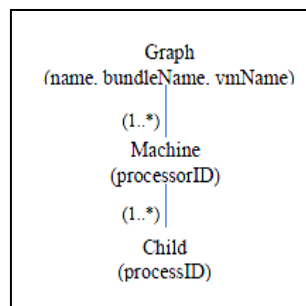 Graph
(name, bundleName, vmName)
(1..*)
Machine
(processorID)
(1..*)
Child
(processID)